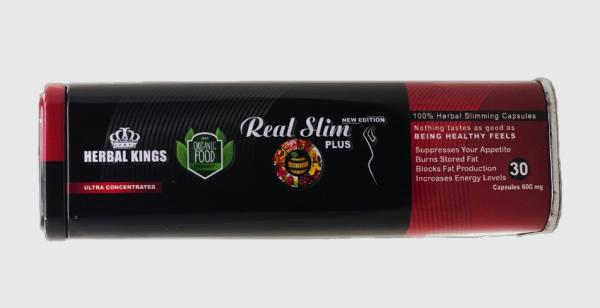 HERBAL KINGS
ULTRA CONCENTRATED
ORGANIC
FOOD
Real Slim
NEW EDITION
PLUS
100% Herbal Slimming Capsules
Nothing tastes as good as
BEING HEALTHY FEELS
Suppresses Your Appetite
Burns Stored Fat
Blocks Fat Production
Increases Energy Levels
30
Capsules 600 mg